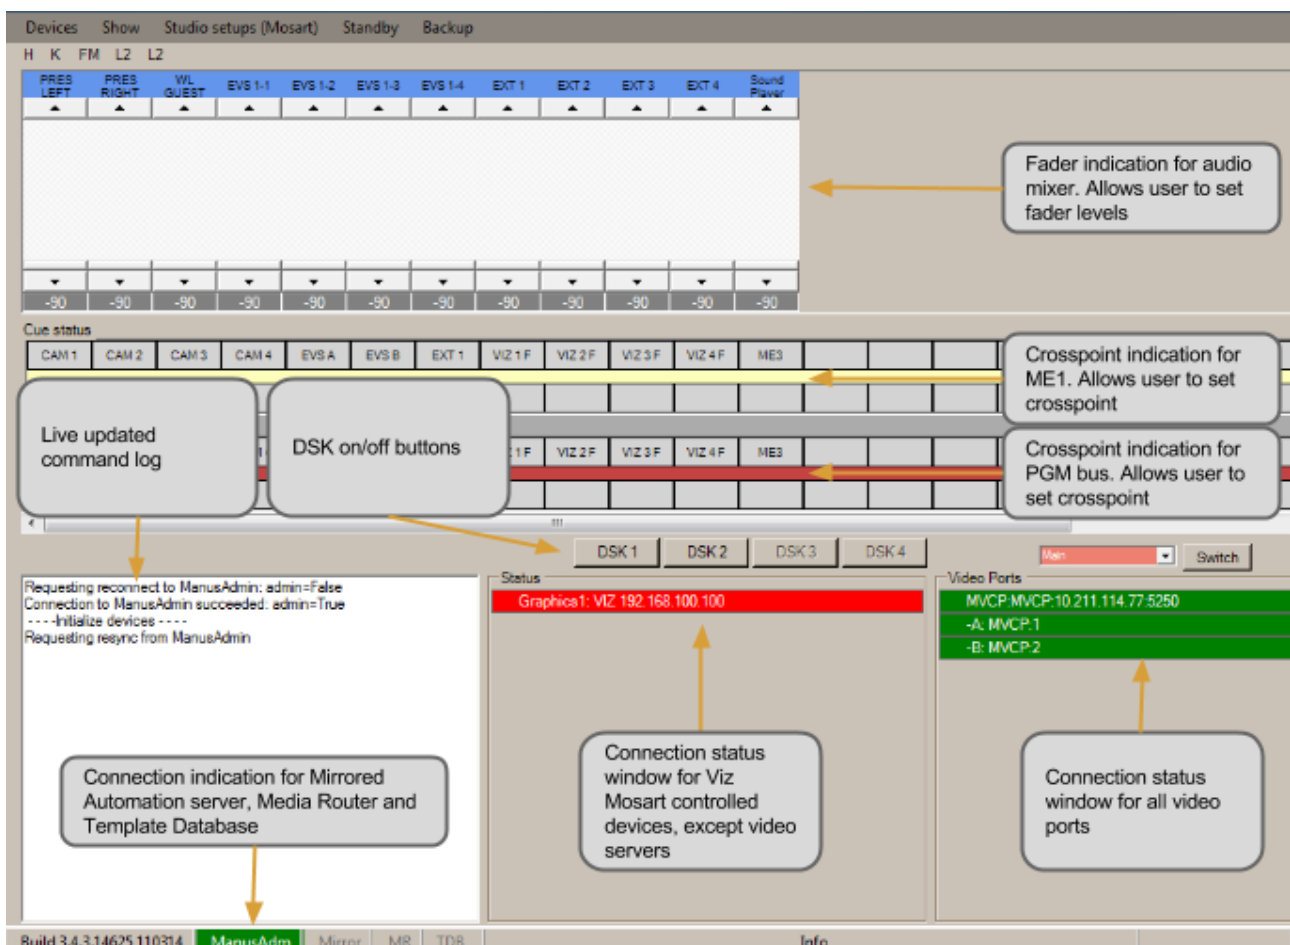 Devices Show Studio setups (Mosart) Standby Backup
H K FM L2 L2
PRES LEFT PRES RIGHT WL GUEST EVS 1-1 EVS 1-2 EVS 1-3 EVS 1-4 EXT 1 EXT 2 EXT 3 EXT 4 Sound Player
-90 -90 -90 -90 -90 -90 -90 -90 -90 -90 -90 -90
Fader indication for audio
mixer. Allows user to set
fader levels
Cue status
CAM 1 CAM 2 CAM 3 CAM 4 EVS A EVS B EXT 1 VIZ 1 F VIZ 2 F VIZ 3 F VIZ 4 F ME3
Crosspoint indication for
ME1. Allows user to set
crosspoint
Live updated
command log
DSK on/off buttons
1 F VIZ 2 F VIZ 3 F VIZ 4 F ME3
Crosspoint indication for
PGM bus. Allows user to
set crosspoint
DSK 1 DSK 2 DSK 3 DSK 4
Main Switch
Requesting reconnect to ManusAdmin: admin=False
Connection to ManusAdmin succeeded: admin=True
- - - -Initialize devices - - - -
Requesting resync from ManusAdmin
Status
Graphics1: VIZ 192.168.100.100
Video Ports
MVCP:MVCP:10.211.114.77:5250
-A: MVCP:1
-B: MVCP:2
Connection indication for Mirrored
Automation server, Media Router and
Template Database
Connection status
window for Viz
Mosart controlled
devices, except video
servers
Connection status
window for all video
ports
Build 3.4.3.14625.110314 ManusAdm Mirror MR TDB Info